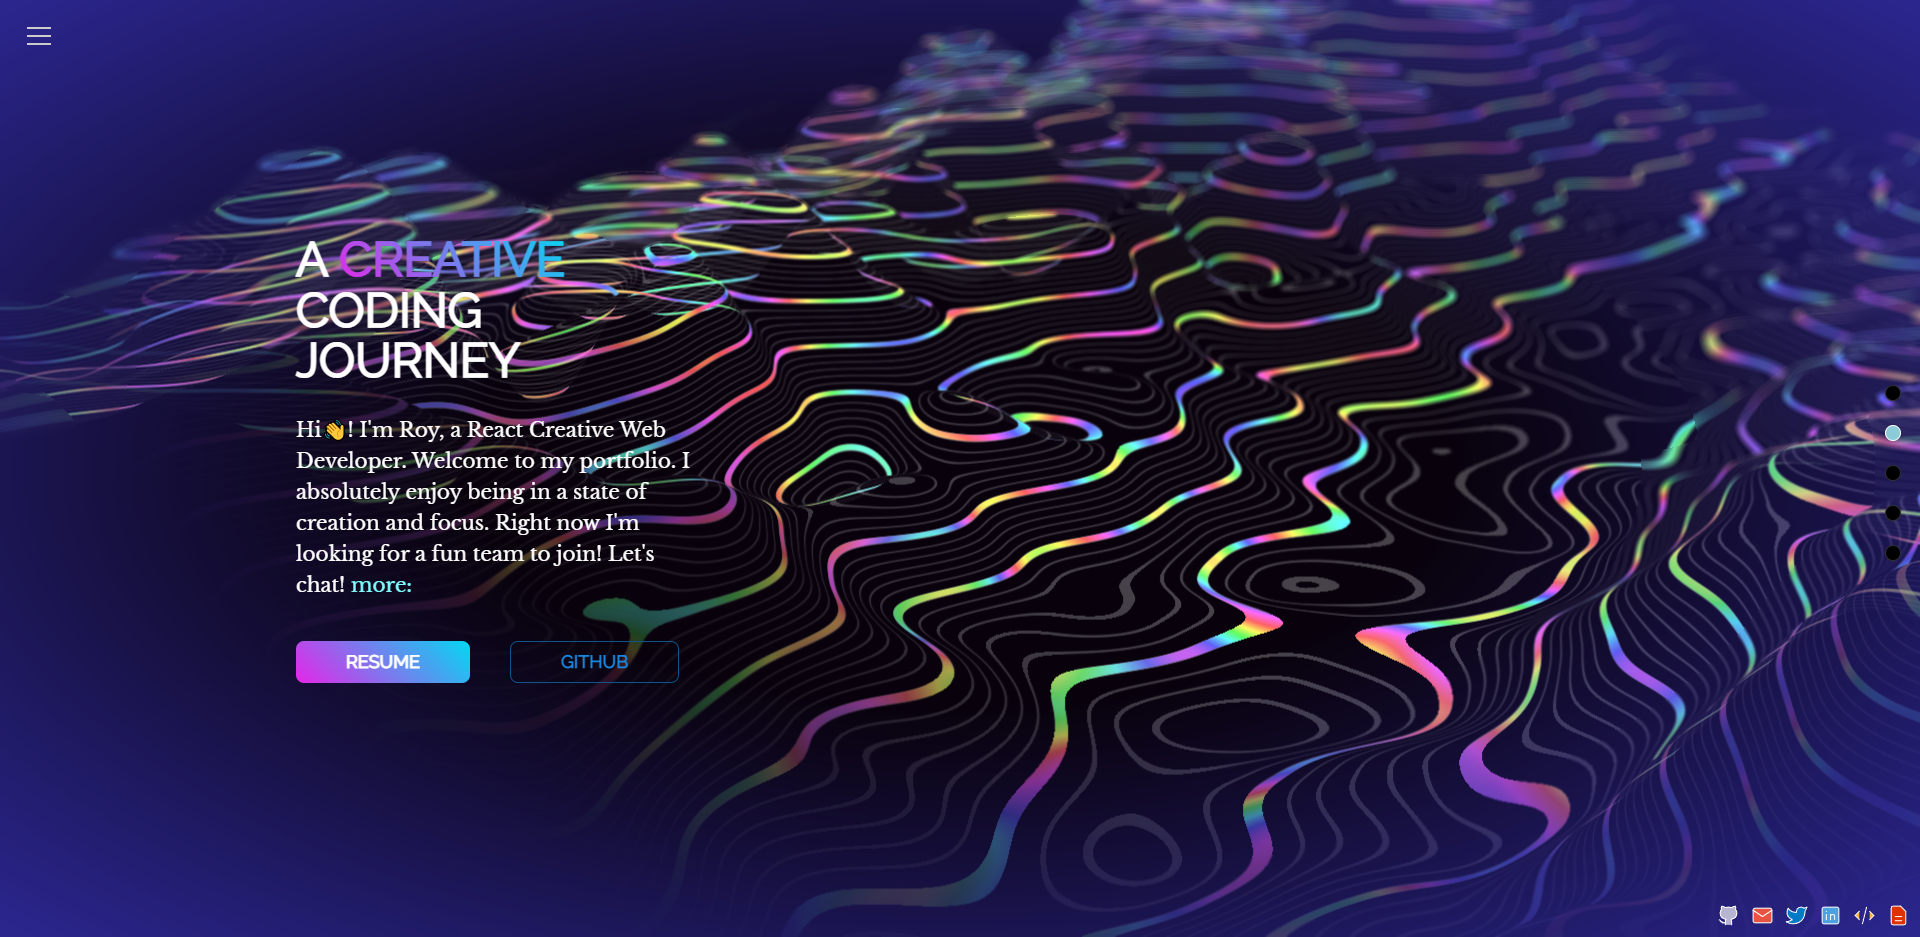 A CREATIVE
CODING
JOURNEY
Hi👋! I'm Roy, a React Creative Web
Developer. Welcome to my portfolio. I
absolutely enjoy being in a state of
creation and focus. Right now I'm
looking for a fun team to join! Let's
chat! more:
RESUME
GITHUB